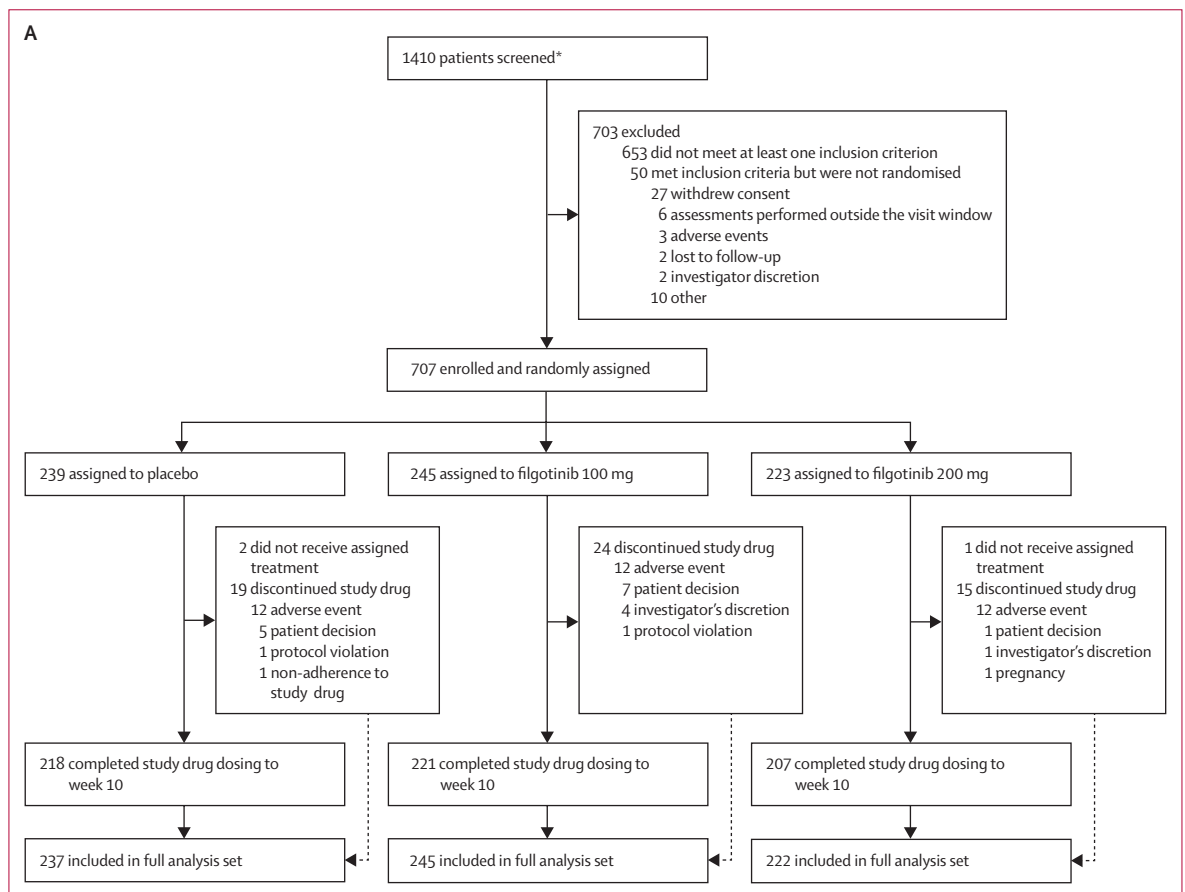 A
1410 patients screened*
703 excluded
653 did not meet at least one inclusion criterion
50 met inclusion criteria but were not randomised
27 withdrew consent
6 assessments performed outside the visit window
3 adverse events
2 lost to follow-up
2 investigator discretion
10 other
707 enrolled and randomly assigned
239 assigned to placebo
245 assigned to filgotinib 100 mg
223 assigned to filgotinib 200 mg
2 did not receive assigned
treatment
19 discontinued study drug
12 adverse event
5 patient decision
1 protocol violation
1 non-adherence to
study drug
24 discontinued study drug
12 adverse event
7 patient decision
4 investigator's discretion
1 protocol violation
1 did not receive assigned
treatment
15 discontinued study drug
12 adverse event
1 patient decision
1 investigator's discretion
1 pregnancy
218 completed study drug dosing to
week 10
221 completed study drug dosing to
week 10
207 completed study drug dosing to
week 10
237 included in full analysis set
245 included in full analysis set
222 included in full analysis set